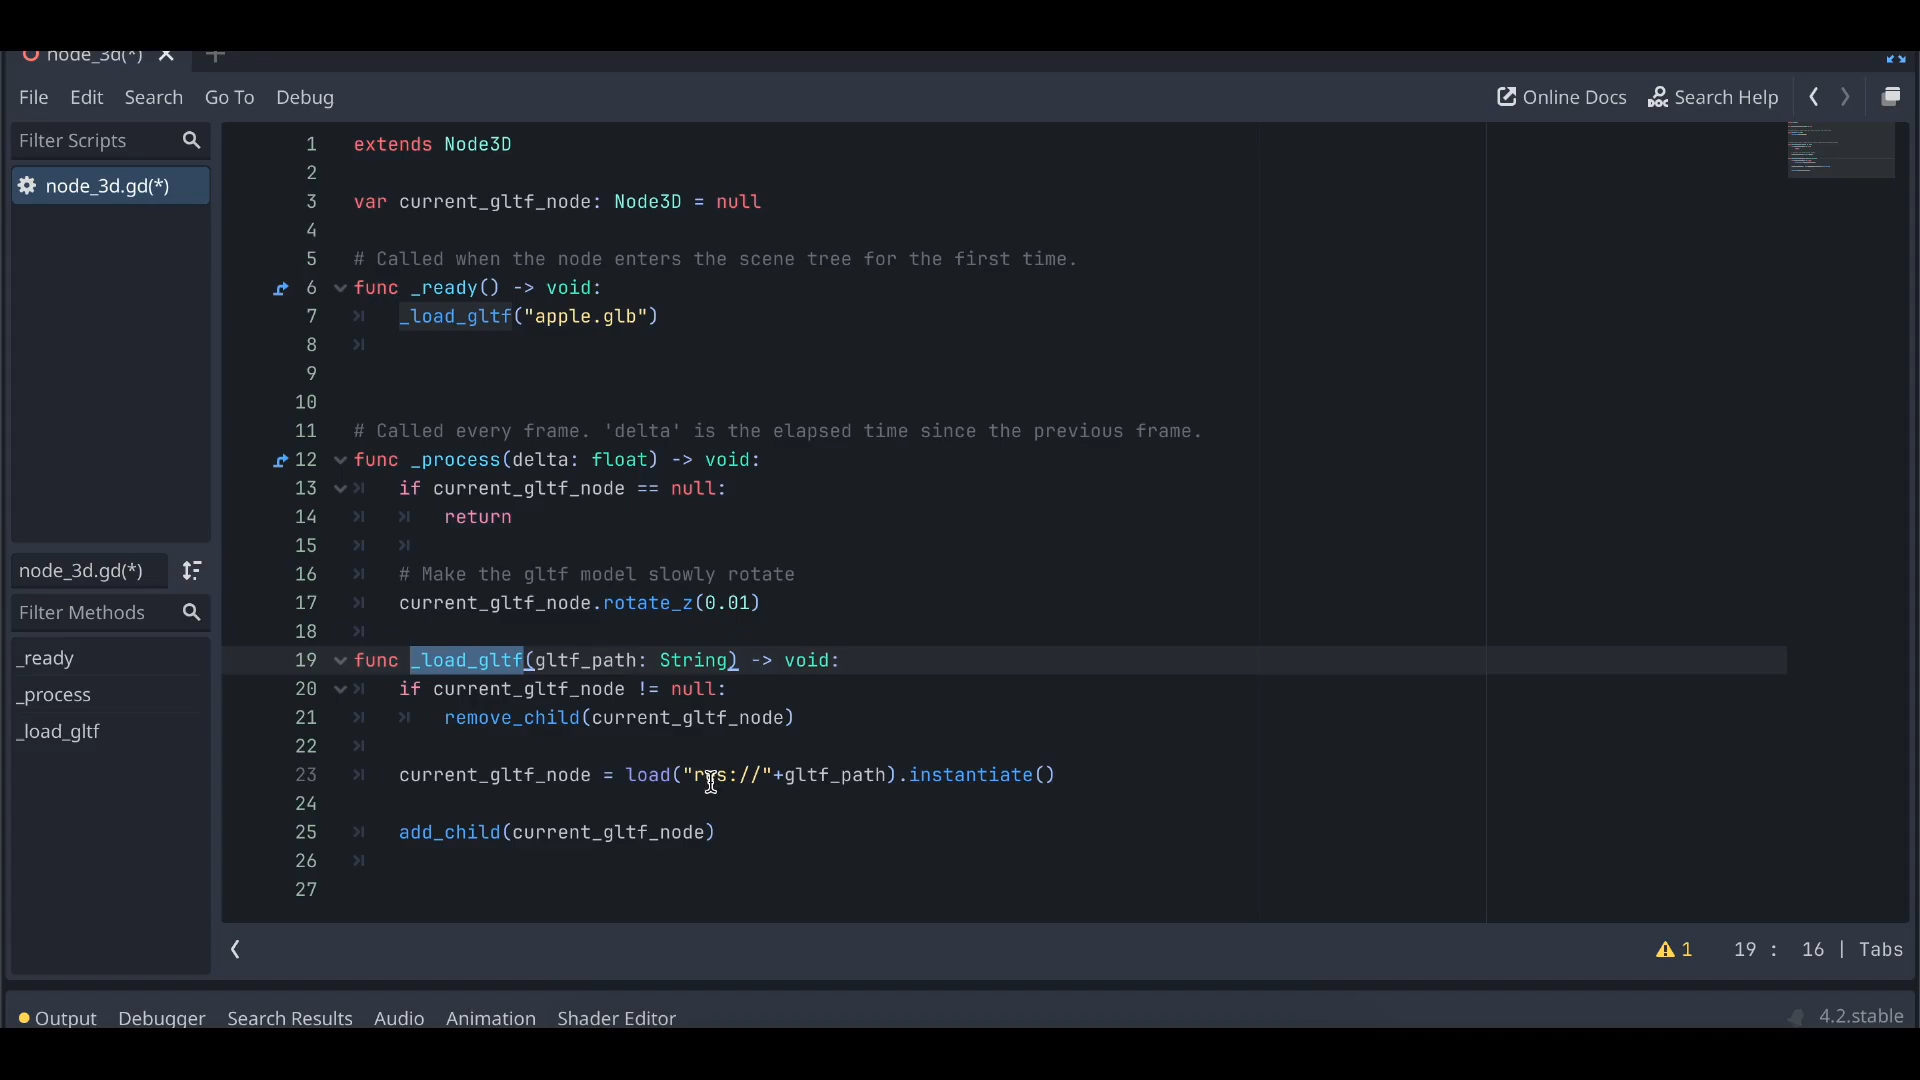 node_3d(*)
File Edit Search Go To Debug Online Docs Search Help
Filter Scripts
node_3d.gd(*)
node_3d.gd(*)
Filter Methods
_ready
_process
_load_gltf
1 extends Node3D
2
3 var current_gltf_node: Node3D = null
4
5 # Called when the node enters the scene tree for the first time.
6 func _ready() -> void:
7 _load_gltf("apple.glb")
8
9
10
11 # Called every frame. 'delta' is the elapsed time since the previous frame.
12 func _process(delta: float) -> void:
13 if current_gltf_node == null:
14 return
15
16 # Make the gltf model slowly rotate
17 current_gltf_node.rotate_z(0.01)
18
19 func _load_gltf(gltf_path: String) -> void:
20 if current_gltf_node != null:
21 remove_child(current_gltf_node)
22
23 current_gltf_node = load("res://"+gltf_path).instantiate()
24
25 add_child(current_gltf_node)
26
27
1 19 : 16 | Tabs
Output Debugger Search Results Audio Animation Shader Editor 4.2.stable